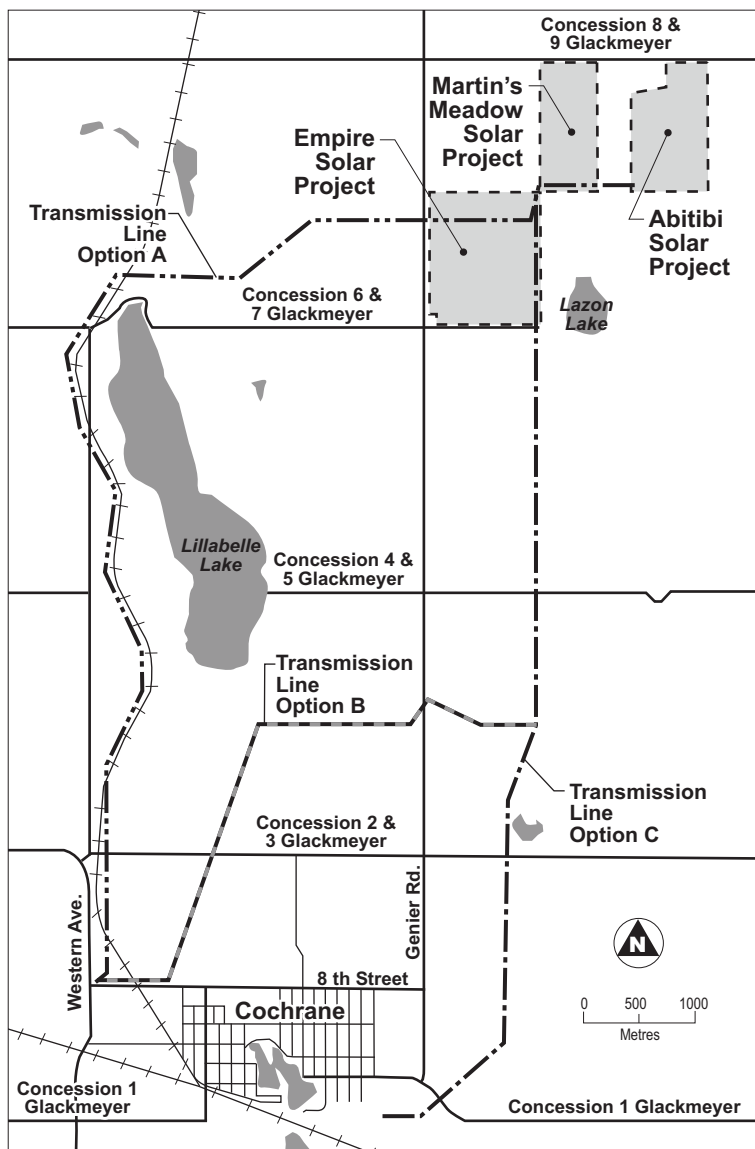 Concession 8 &
9 Glackmeyer
Martin's
Meadow
Solar
Project
Empire
Solar
Project
Abitibi
Solar
Project
Transmission
Line
Option A
Concession 6 &
7 Glackmeyer
Lazon
Lake
Lillabelle
Lake
Concession 4 &
5 Glackmeyer
Transmission
Line
Option B
Transmission
Line
Option C
Concession 2 &
3 Glackmeyer
Western Ave.
Genier Rd.
N
8 th Street
Cochrane
0 500 1000
Metres
Concession 1
Glackmeyer
Concession 1 Glackmeyer